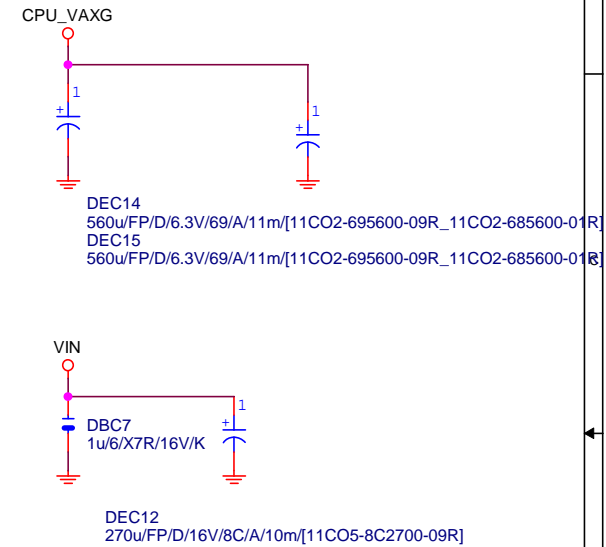 CPU_VAXG
1
+
1
+
DEC14
560u/FP/D/6.3V/69/A/11m/[11CO2-695600-09R_11CO2-685600-01R]
DEC15
560u/FP/D/6.3V/69/A/11m/[11CO2-695600-09R_11CO2-685600-01R]
C
VIN
1
+
DBC7
1u/6/X7R/16V/K
DEC12
270u/FP/D/16V/8C/A/10m/[11CO5-8C2700-09R]